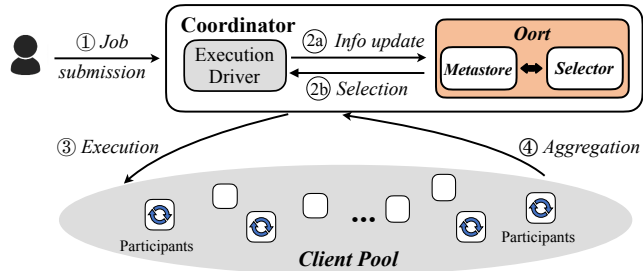 Coordinator
① Job
submission
Execution
Driver
2a Info update
2b Selection
Oort
Metastore
Selector
③ Execution
④ Aggregation
...
Participants
Participants
Client Pool